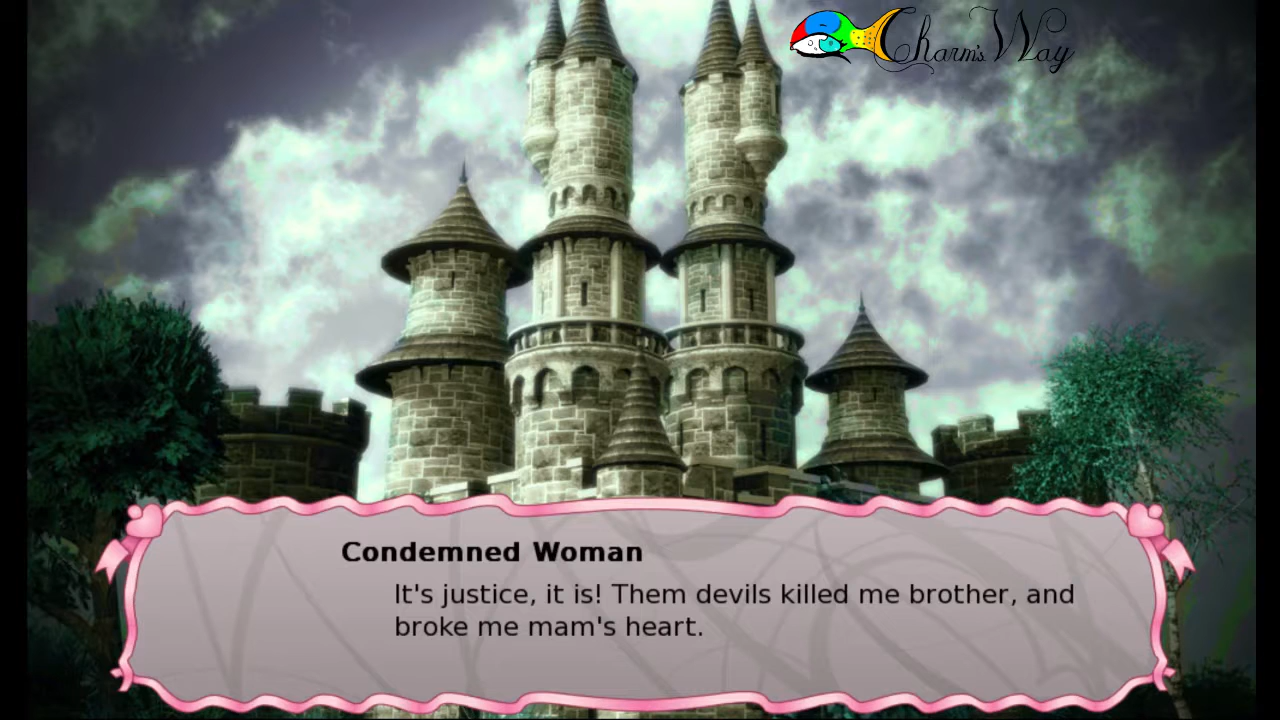 Charm's Way
Condemned Woman
It's justice, it is! Them devils killed me brother, and
broke me mam's heart.